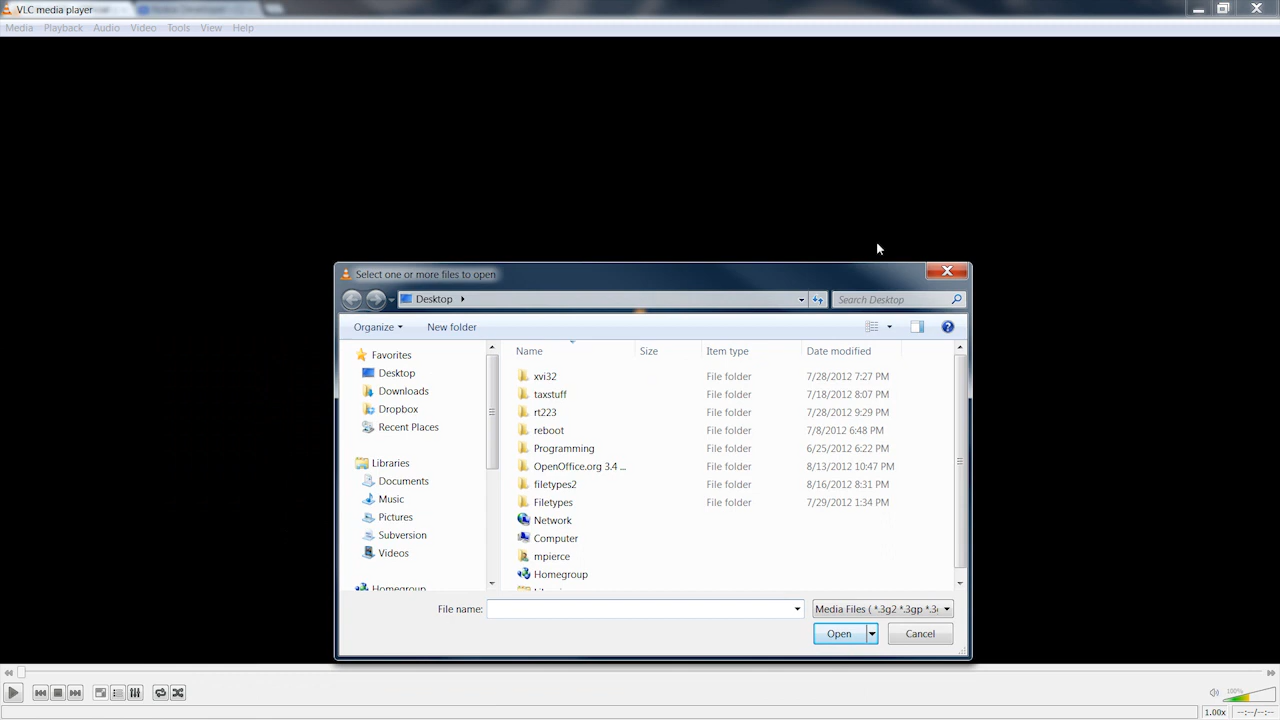 VLC media player
Media Playback Audio Video Tools View Help
Select one or more files to open
Desktop
Search Desktop
Organize New folder
Name Size Item type Date modified
Favorites
Desktop
Downloads
Dropbox
Recent Places
Libraries
Documents
Music
Pictures
Subversion
Videos
Homegroup
xvi32 File folder 7/28/2012 7:27 PM
taxstuff File folder 7/18/2012 8:07 PM
rt223 File folder 7/28/2012 9:29 PM
reboot File folder 7/8/2012 6:48 PM
Programming File folder 6/25/2012 6:22 PM
OpenOffice.org 3.4 ... File folder 8/13/2012 10:47 PM
filetypes2 File folder 8/16/2012 8:31 PM
Filetypes File folder 7/29/2012 1:34 PM
Network
Computer
mpierce
Homegroup
File name:
Media Files ( *.3g2 *.3gp *.3
Open Cancel
100%
1.00x --:--/--:--